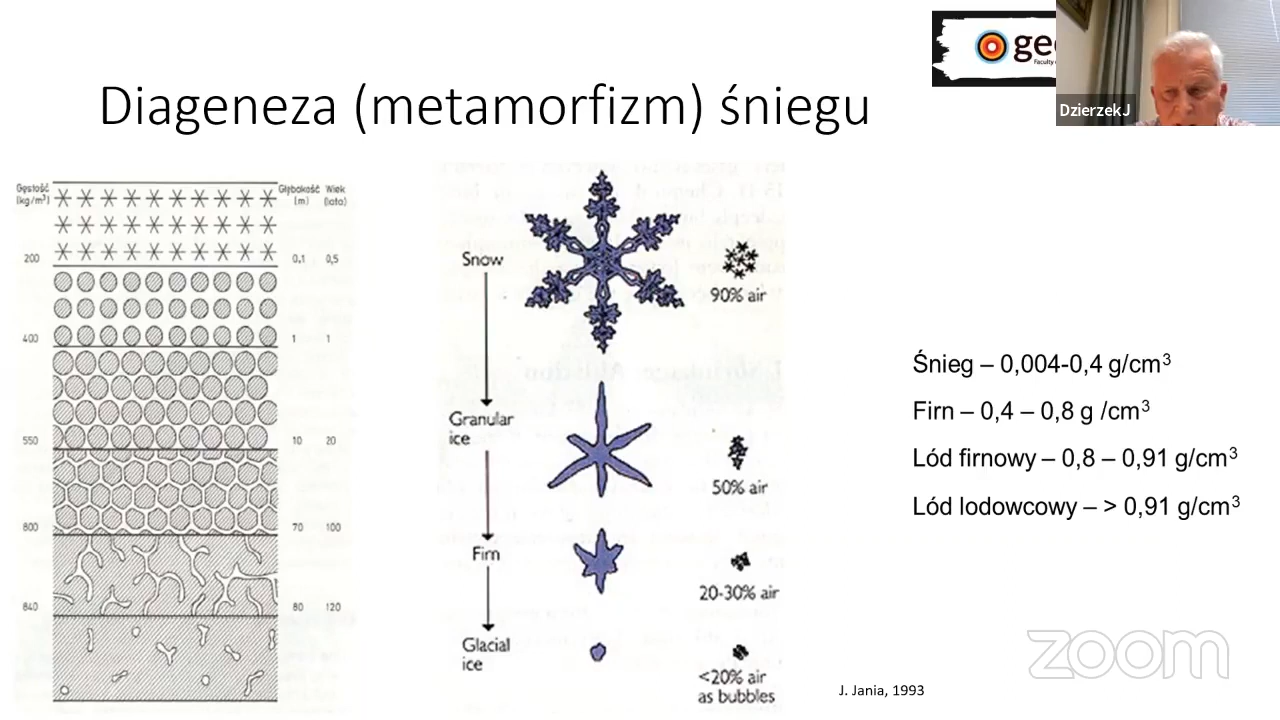 Diageneza (metamorfizm) śniegu
Faculty
DzierzekJ
Gęstość
(kg/m³)
Głębokość
(m)
Wiek
(lata)
200
0,1
0,5
400
1
1
550
10
20
800
70
100
840
80
120
Snow
90% air
Granular
ice
50% air
Firn
20-30% air
Glacial
ice
<20% air
as bubbles
Śnieg – 0,004-0,4 g/cm³
Firn – 0,4 – 0,8 g /cm³
Lód firnowy – 0,8 – 0,91 g/cm³
Lód lodowcowy – > 0,91 g/cm³
J. Jania, 1993
zoom